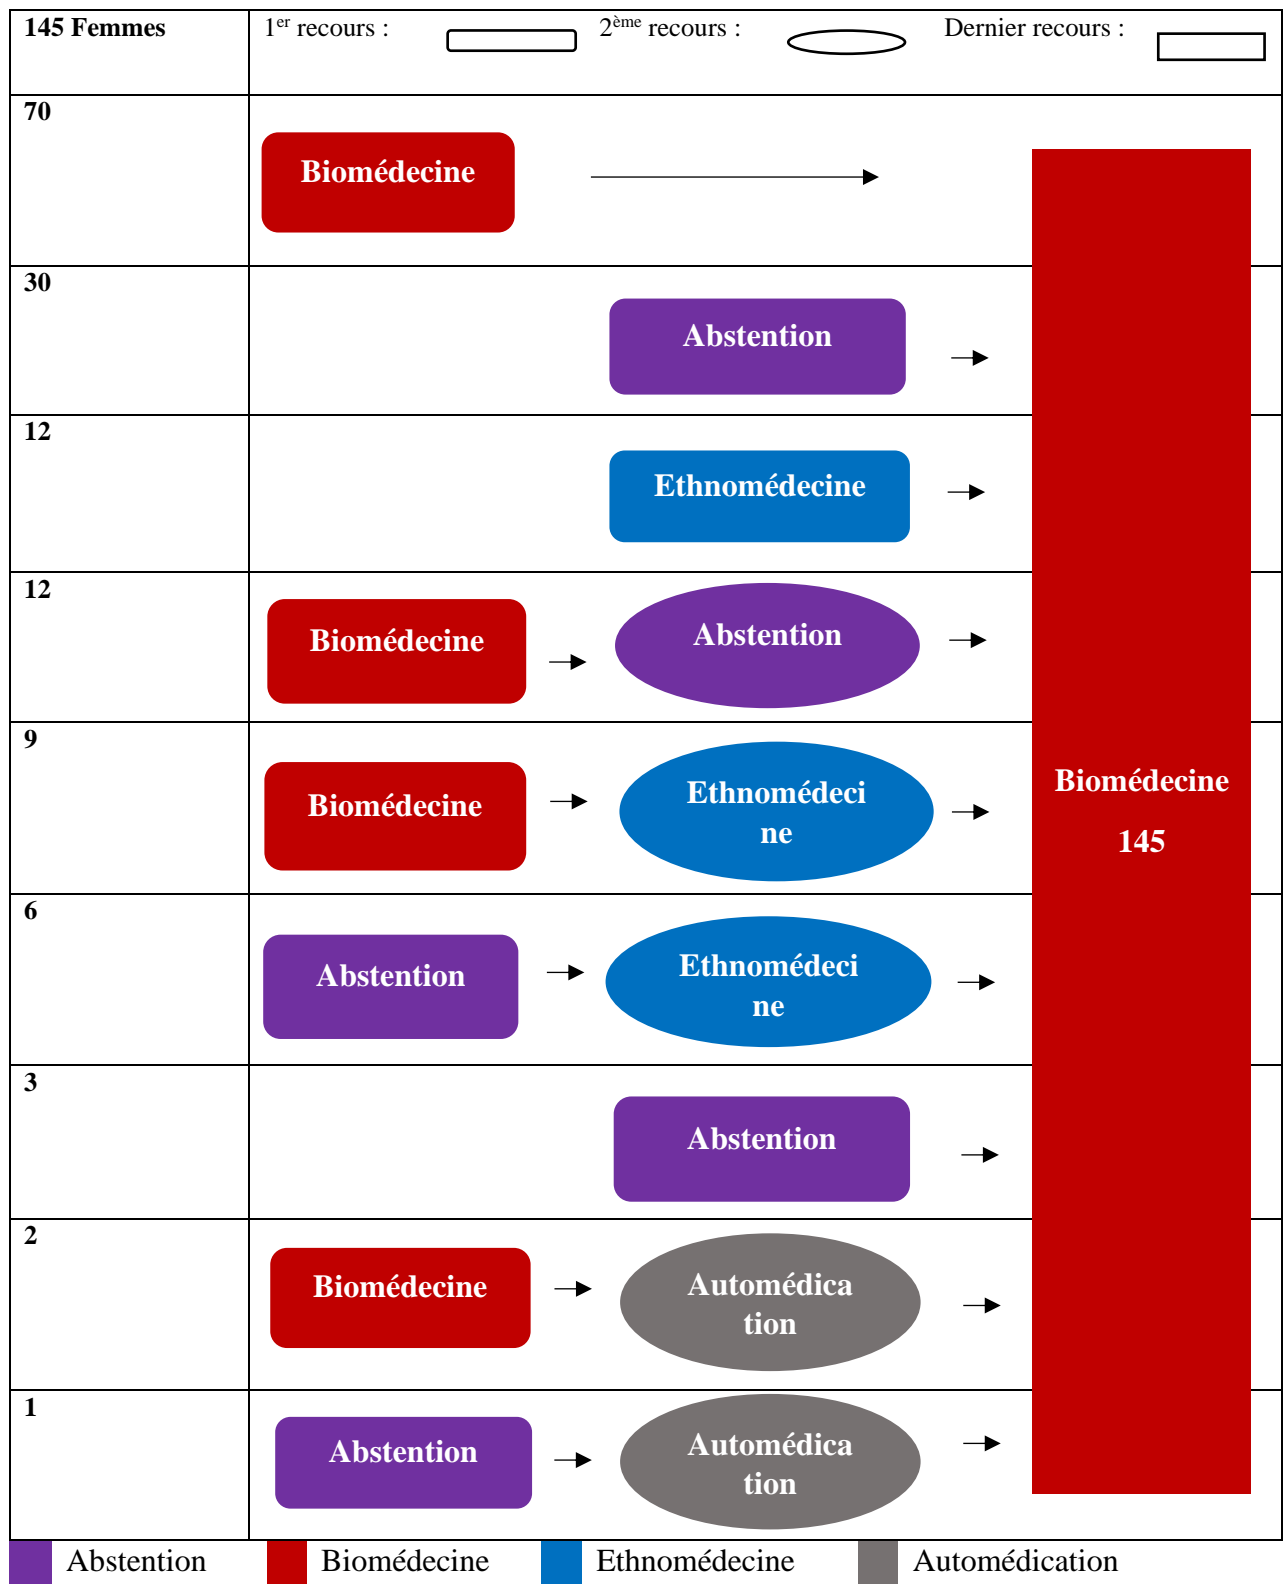 145 Femmes
1er recours :
2ème recours :
Dernier recours :
70
Biomédecine
30
Abstention
12
Ethnomédecine
12
Biomédecine
Abstention
9
Biomédecine
Ethnomédeci
ne
Biomédecine
145
6
Abstention
Ethnomédeci
ne
3
Abstention
2
Biomédecine
Automédica
tion
1
Abstention
Automédica
tion
Abstention
Biomédecine
Ethnomédecine
Automédication